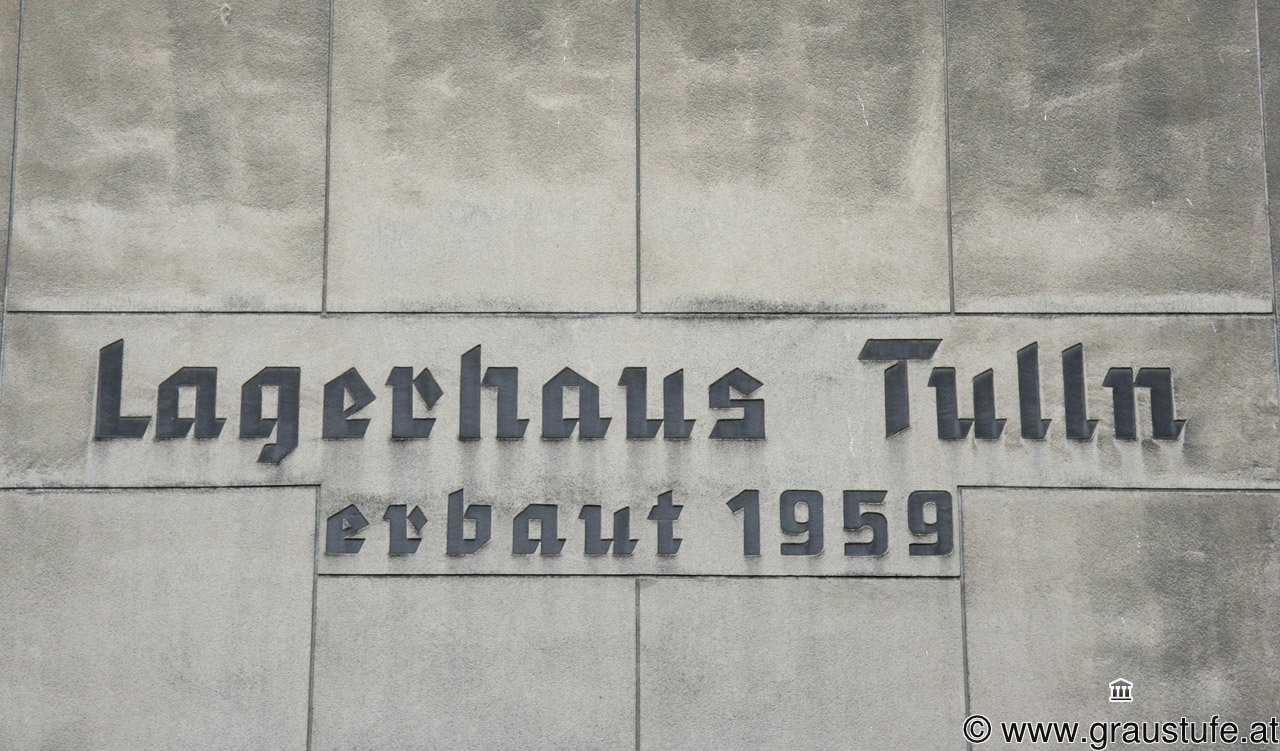 Lagerhaus Tulln
erbaut 1959
© www.graustufe.at